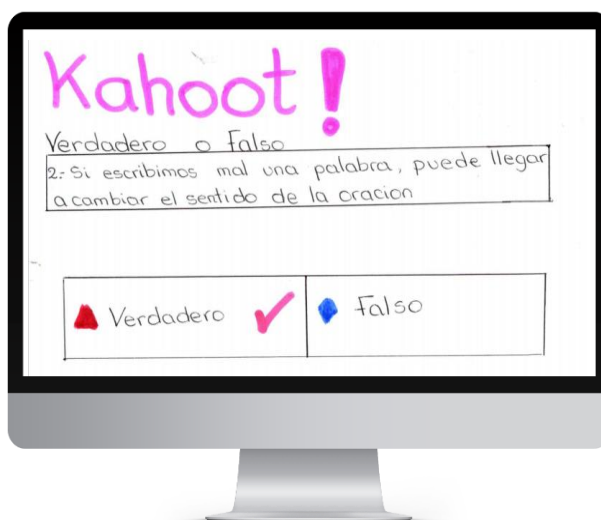 Kahoot!
Verdadero o Falso
2.- Si escribimos mal una palabra, puede llegar
a cambiar el sentido de la oracion
Verdadero
Falso